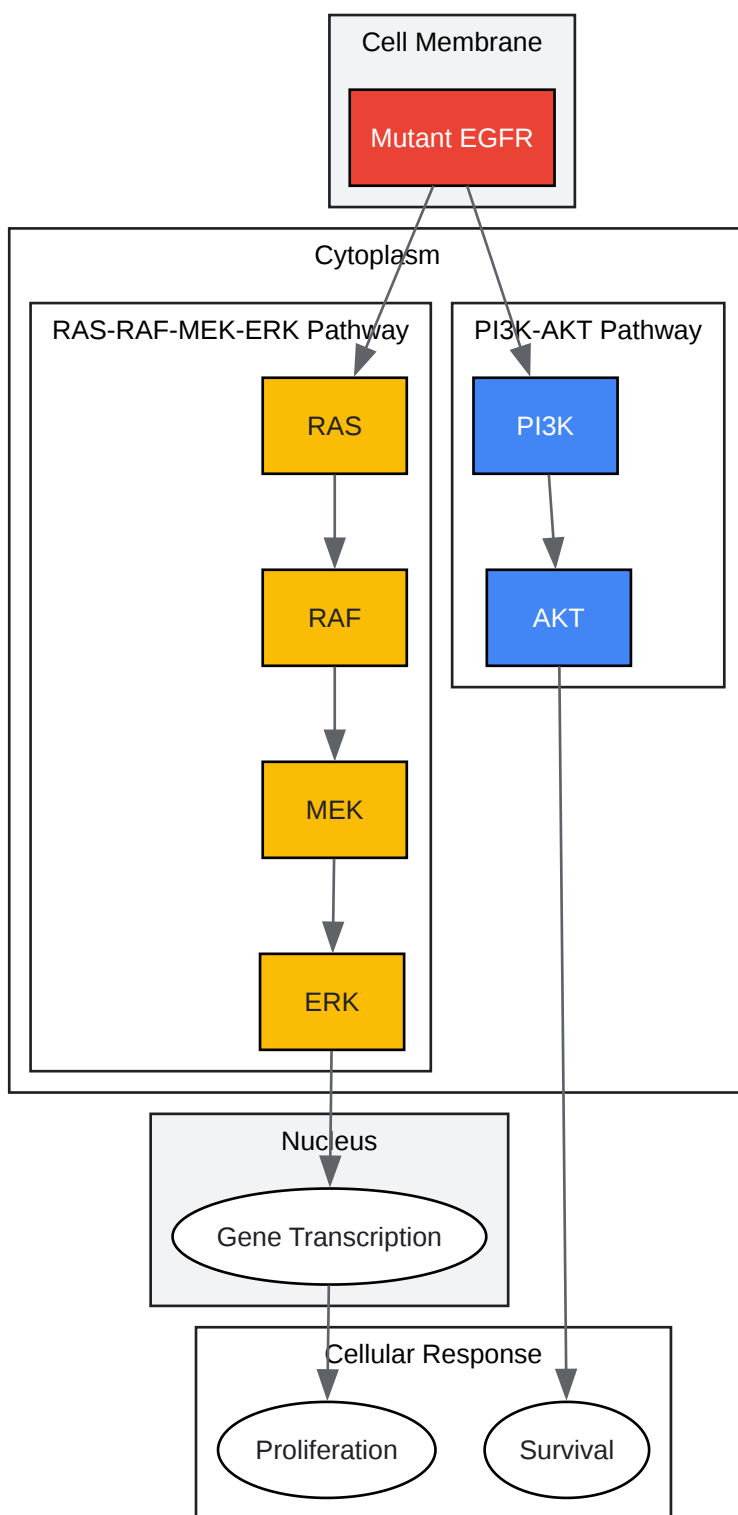 Cell Membrane
Mutant EGFR
Cytoplasm
RAS-RAF-MEK-ERK Pathway
PI3K-AKT Pathway
RAS
PI3K
RAF
AKT
MEK
ERK
Nucleus
Gene Transcription
Cellular Response
Proliferation
Survival